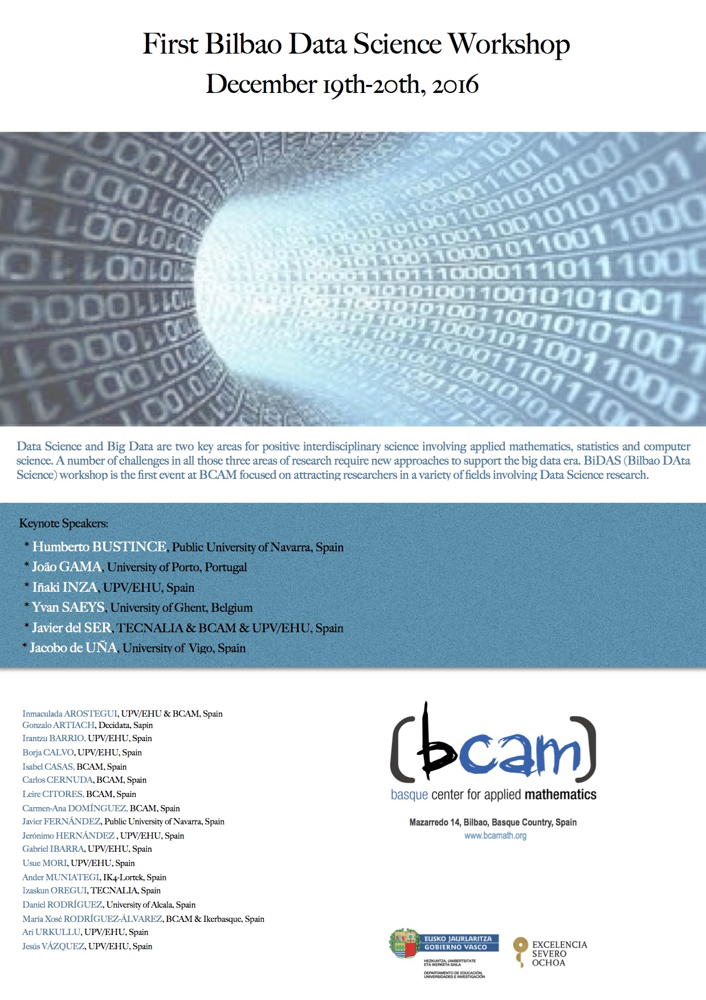 First Bilbao Data Science Workshop
December 19th-20th, 2016
Data Science and Big Data are two key areas for positive interdisciplinary science involving applied mathematics, statistics and computer
science. A number of challenges in all those three areas of research require new approaches to support the big data era. BiDAS (Bilbao DAta
Science) workshop is the first event at BCAM focused on attracting researchers in a variety of fields involving Data Science research.
Keynote Speakers:
* Humberto BUSTINCE, Public University of Navarra, Spain
* João GAMA, University of Porto, Portugal
* Iñaki INZA, UPV/EHU, Spain
* Yvan SAEYS, University of Ghent, Belgium
* Javier del SER, TECNALIA & BCAM & UPV/EHU, Spain
* Jacobo de UÑA, University of Vigo, Spain
Inmaculada AROSTEGUI, UPV/EHU & BCAM, Spain
Gonzalo ARTIACH, Decidata, Sapin
Irantzu BARRIO, UPV/EHU, Spain
Borja CALVO, UPV/EHU, Spain
Isabel CASAS, BCAM, Spain
Carlos CERNUDA, BCAM, Spain
Leire CITORES, BCAM, Spain
Carmen-Ana DOMÍNGUEZ, BCAM, Spain
Javier FERNÁNDEZ, Public University of Navarra, Spain
Jerónimo HERNÁNDEZ , UPV/EHU, Spain
Gabriel IBARRA, UPV/EHU, Spain
Usue MORI, UPV/EHU, Spain
Ander MUNIATEGI, IK4-Lortek, Spain
Izaskun OREGUI, TECNALIA, Spain
Daniel RODRÍGUEZ, University of Alcala, Spain
María Xosé RODRÍGUEZ-ÁLVAREZ, BCAM & Ikerbasque, Spain
Ari URKULLU, UPV/EHU, Spain
Jesús VÁZQUEZ, UPV/EHU, Spain
(bcam)
basque center for applied mathematics
Mazarredo 14, Bilbao, Basque Country, Spain
www.bcamath.org
EUSKO JAURLARITZA
GOBIERNO VASCO
HEZKUNTZA, UNIBERTSITATE
ETA IKERKETA SAILA
DEPARTAMENTO DE EDUCACIÓN,
UNIVERSIDADES E INVESTIGACIÓN
EXCELENCIA
SEVERO
OCHOA